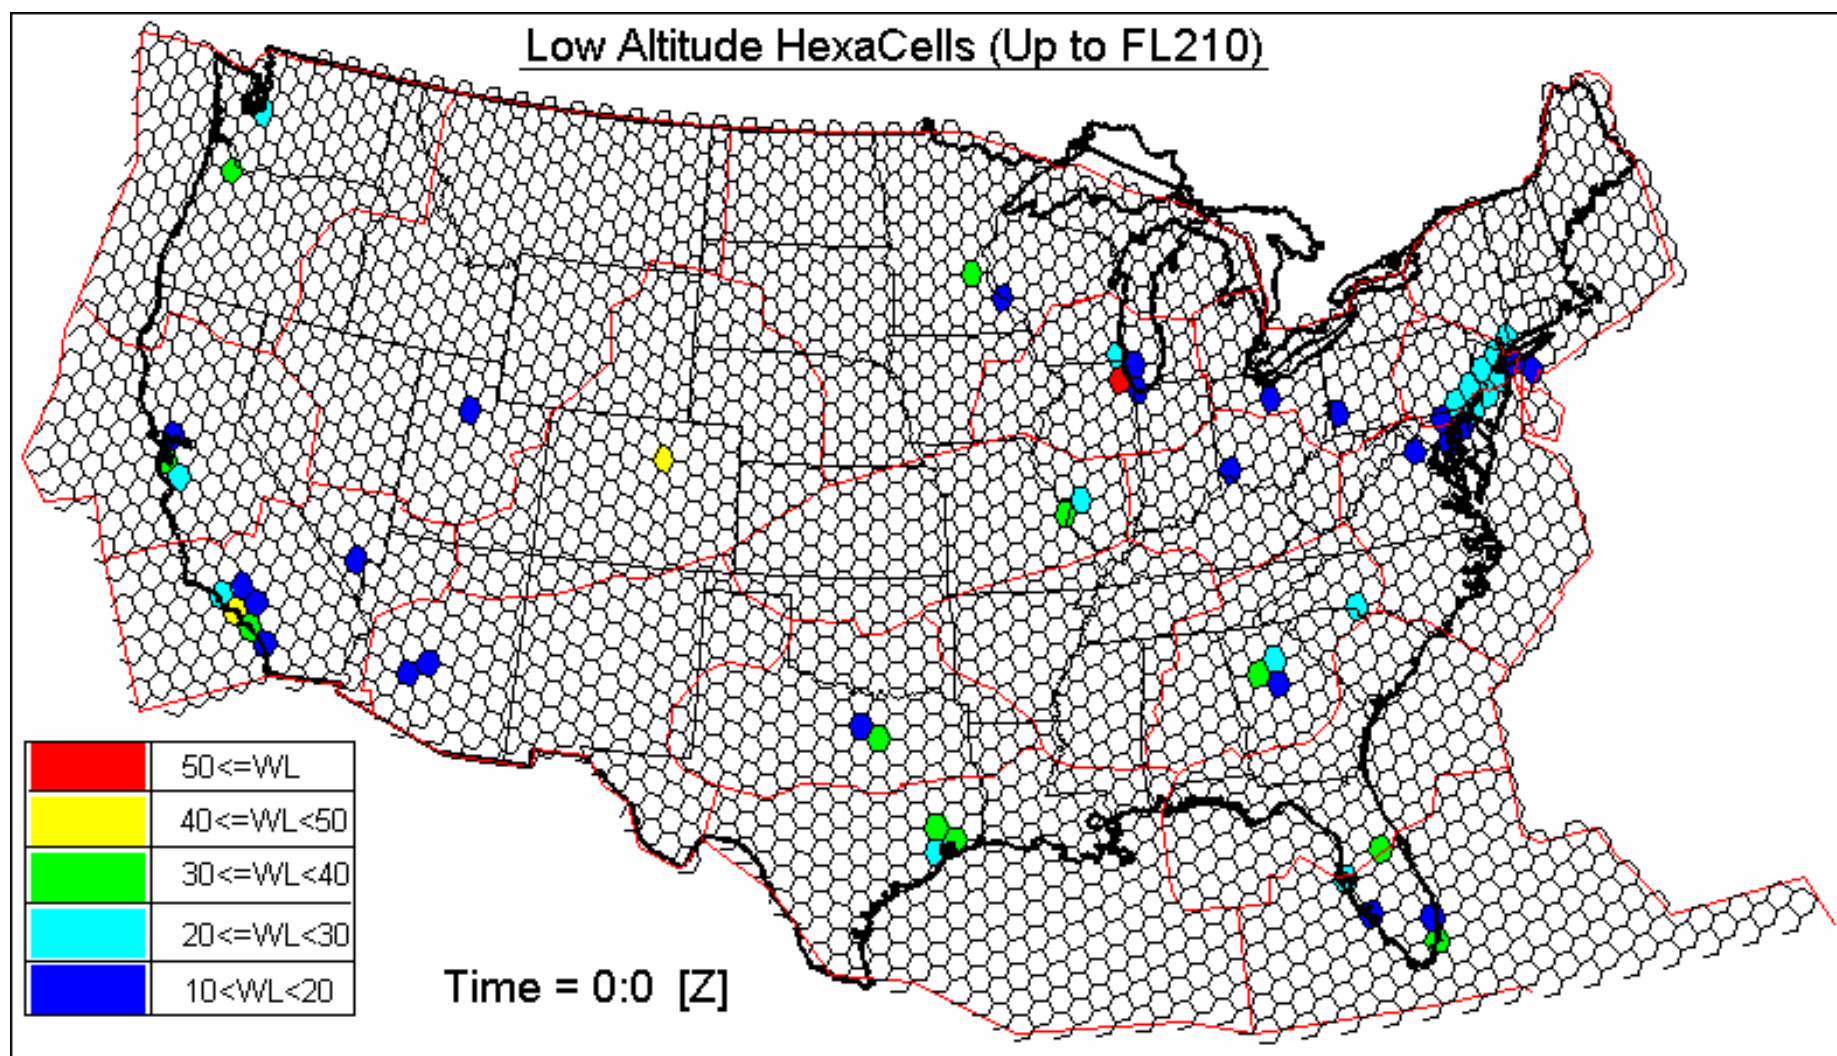 Low Altitude HexaCells (Up to FL210)
50<=WL
40<=WL<50
30<=WL<40
20<=WL<30
10<WL<20
Time = 0:0 [Z]